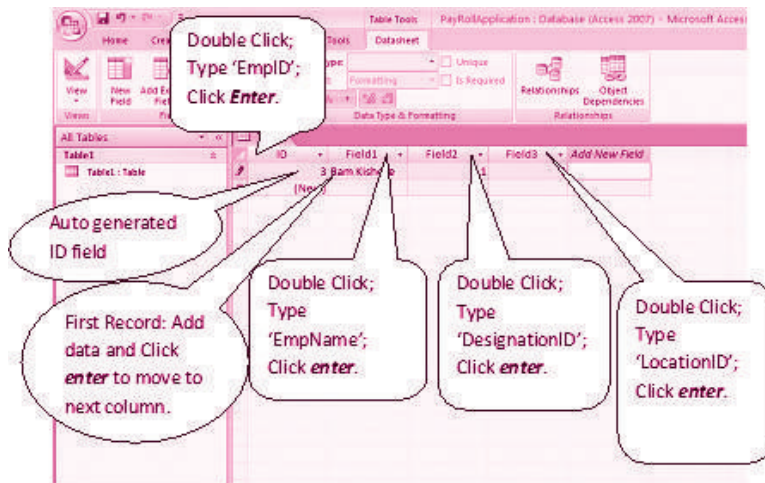 Table Tools PayRollApplication : Database (Access 2007) - Microsoft Access
Home Tools Datasheet
Double Click;
Type 'EmpID';
Click Enter.
Unique
Formatting Is Required
View New Field Relationships Object Dependencies
Views Data Type & Formatting Relationships
All Tables
Table1
Table1 : Table
ID Field1 Field2 Field3 Add New Field
3 1
Auto generated
ID field
First Record: Add
data and Click
enter to move to
next column.
Double Click;
Type
'EmpName';
Click enter.
Double Click;
Type
'DesignationID';
Click enter.
Double Click;
Type
'LocationID';
Click enter.